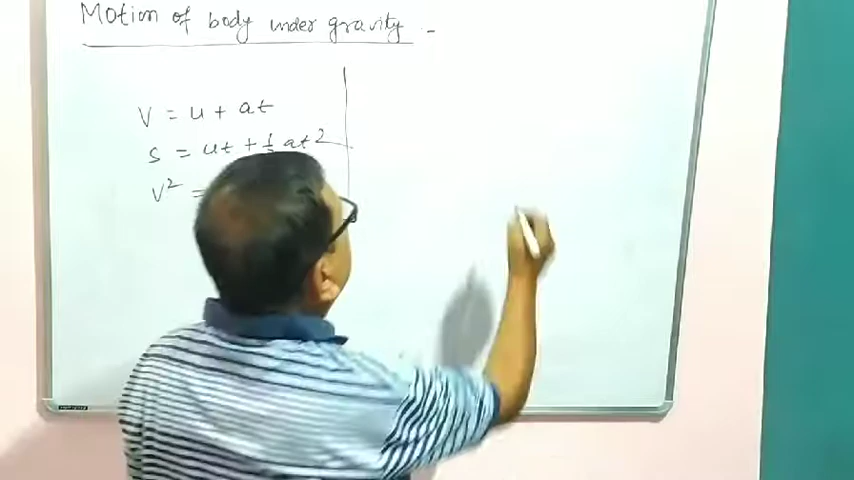 Motion of body under gravity -
V = u + at
s = ut + ½ at²
v² =